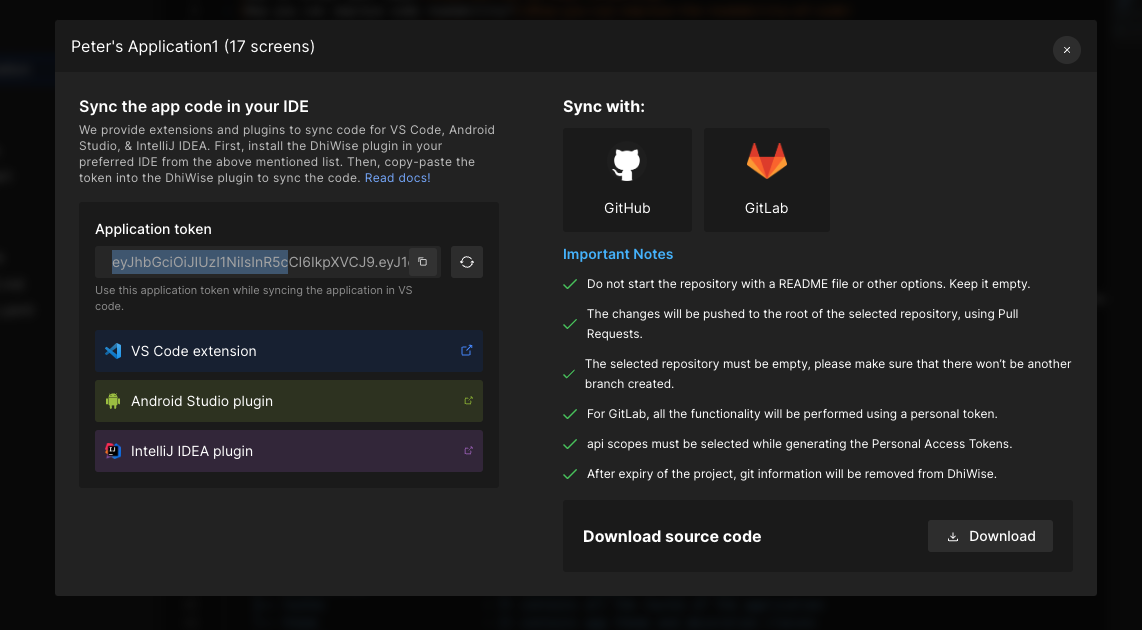 Peter's Application1 (17 screens)
Sync the app code in your IDE
We provide extensions and plugins to sync code for VS Code, Android
Studio, & IntelliJ IDEA. First, install the DhiWise plugin in your
preferred IDE from the above mentioned list. Then, copy-paste the
token into the DhiWise plugin to sync the code. Read docs!
Application token
eyJhbGciOiJIUzI1NiIsInR5cCI6IkpXVCJ9.eyJ1
Use this application token while syncing the application in VS
code.
VS Code extension
Android Studio plugin
IntelliJ IDEA plugin
Sync with:
GitHub
GitLab
Important Notes
Do not start the repository with a README file or other options. Keep it empty.
The changes will be pushed to the root of the selected repository, using Pull
Requests.
The selected repository must be empty, please make sure that there won't be another
branch created.
For GitLab, all the functionality will be performed using a personal token.
api scopes must be selected while generating the Personal Access Tokens.
After expiry of the project, git information will be removed from DhiWise.
Download source code
Download